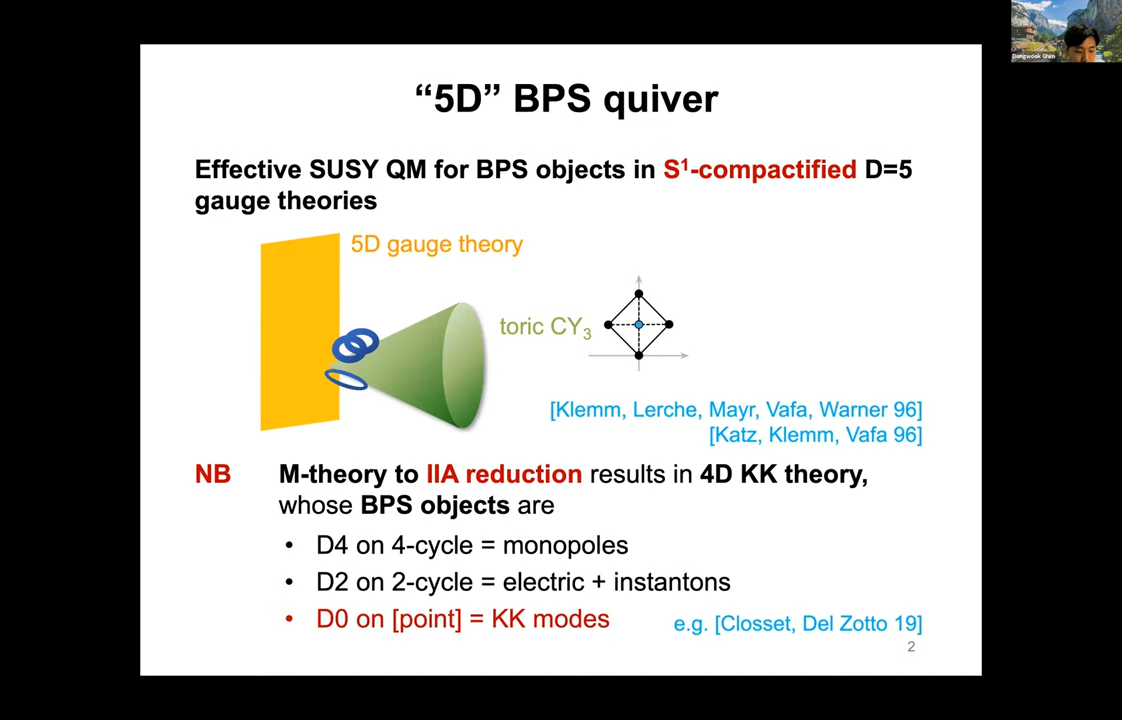 Dongwook Ghim
“5D” BPS quiver
Effective SUSY QM for BPS objects in S¹-compactified D=5
gauge theories
5D gauge theory
toric CY₃
[Klemm, Lerche, Mayr, Vafa, Warner 96]
[Katz, Klemm, Vafa 96]
NB M-theory to IIA reduction results in 4D KK theory,
whose BPS objects are
• D4 on 4-cycle = monopoles
• D2 on 2-cycle = electric + instantons
• D0 on [point] = KK modes
e.g. [Closset, Del Zotto 19]
2